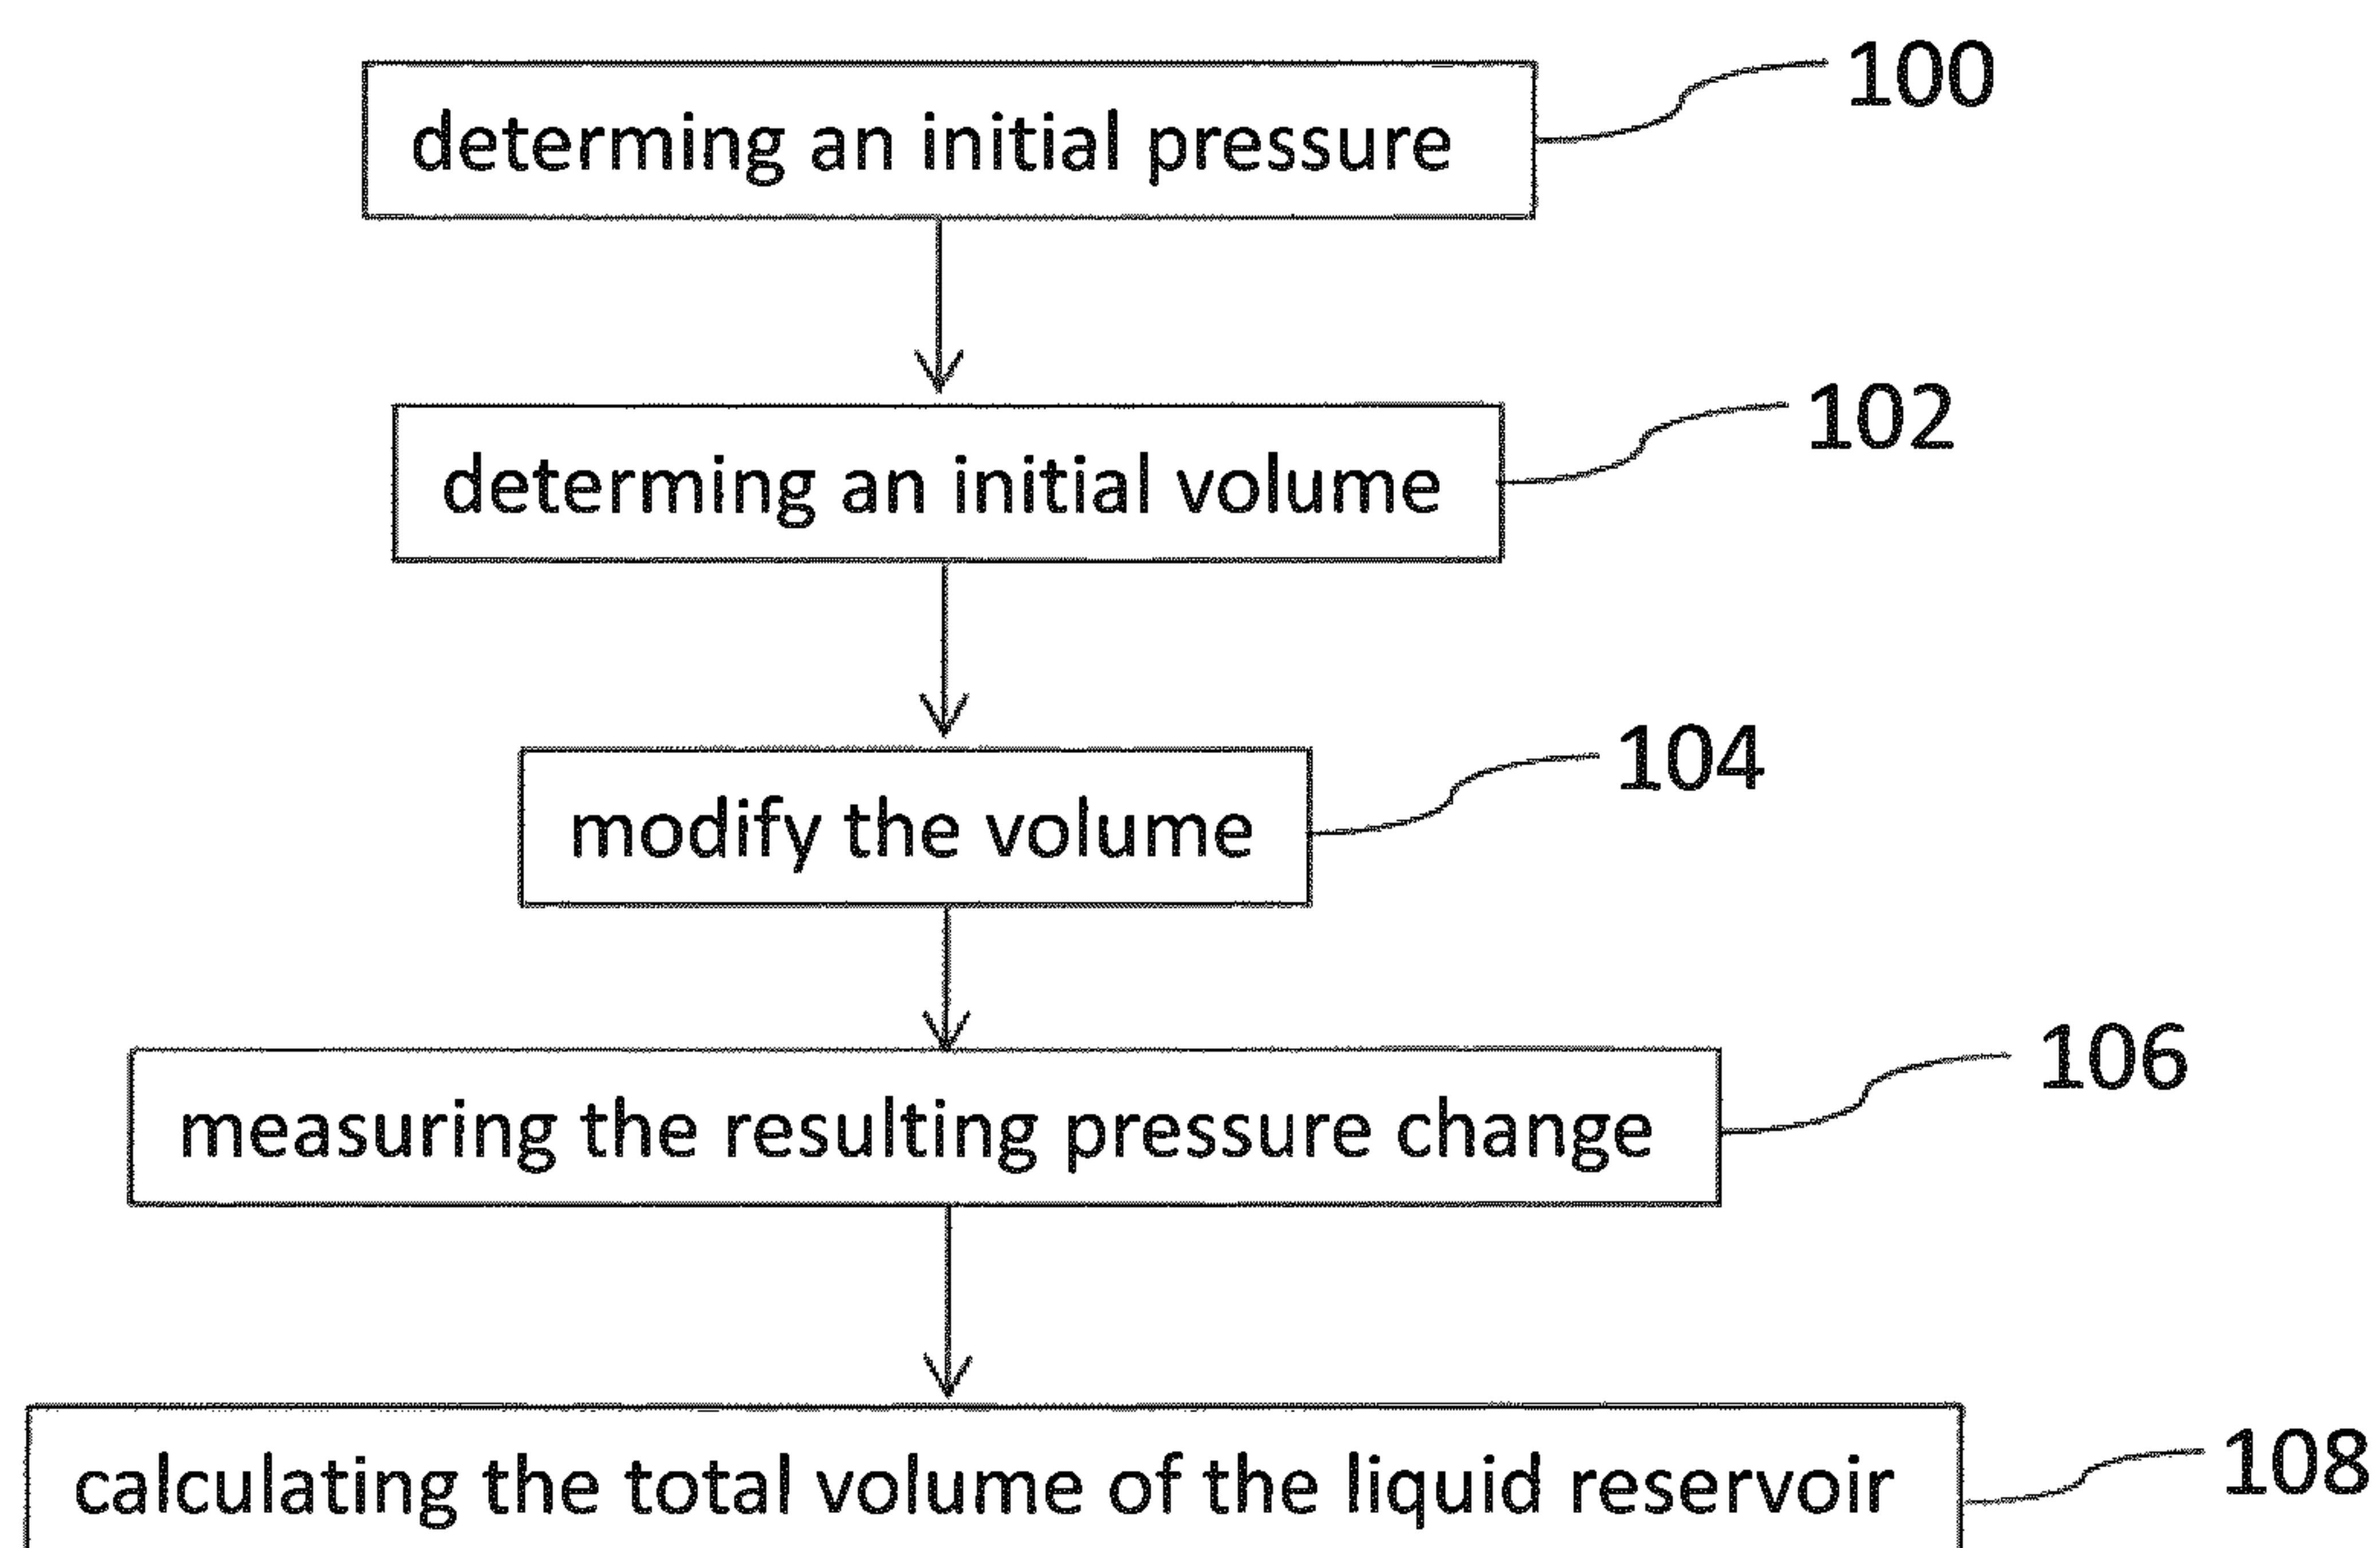 determing an initial pressure 100
determing an initial volume 102
modify the volume 104
measuring the resulting pressure change 106
calculating the total volume of the liquid reservoir 108